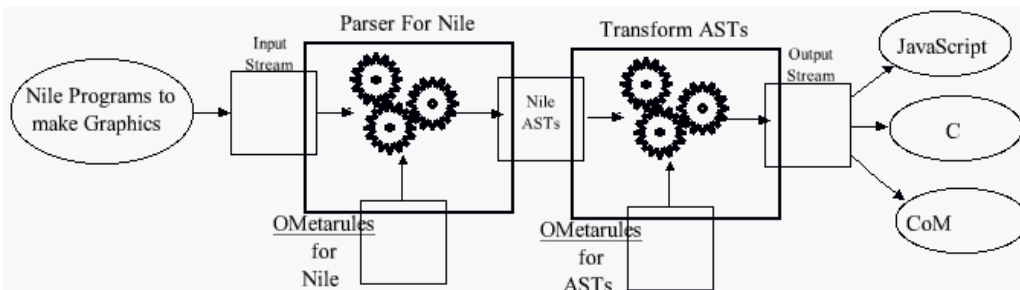 Parser For Nile
Transform ASTs
Input
Stream
Output
Stream
JavaScript
Nile Programs to
make Graphics
Nile
ASTs
C
CoM
OMetarules
for
Nile
OMetarules
for
ASTs